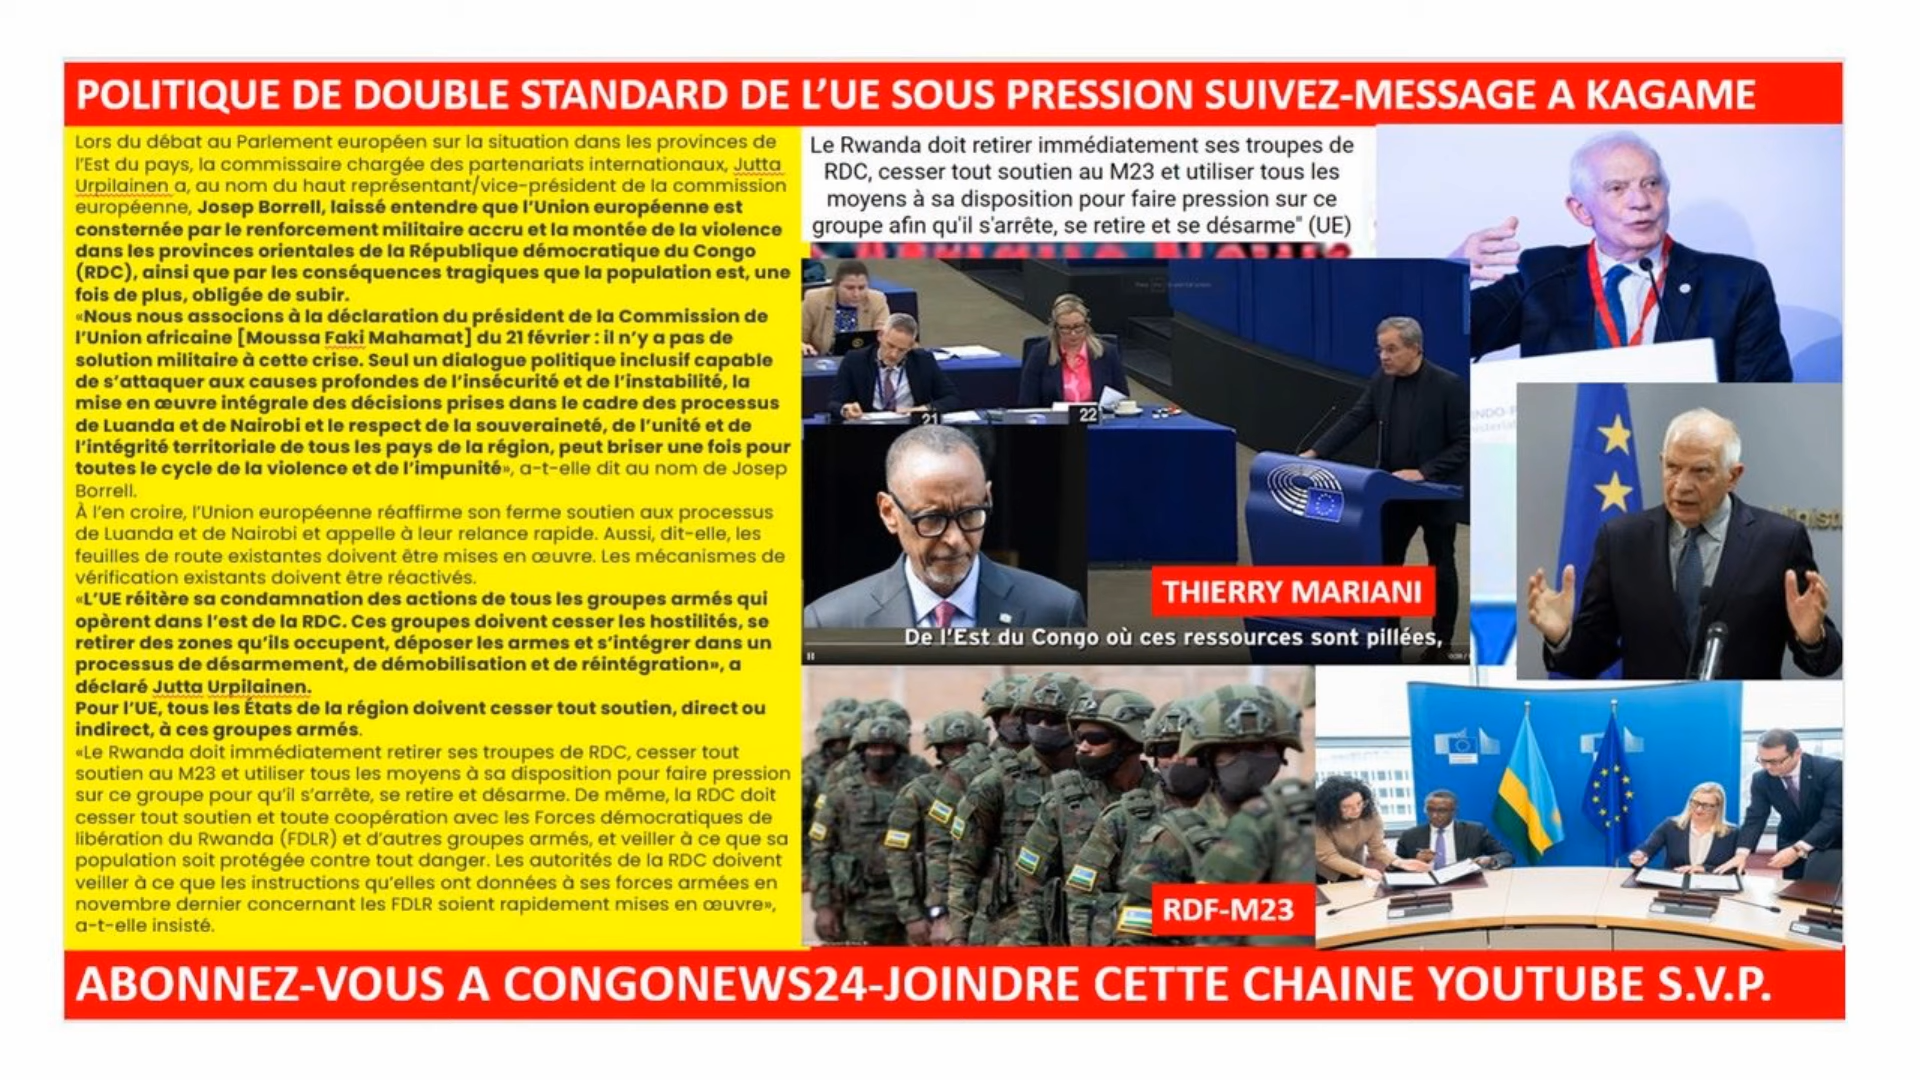 POLITIQUE DE DOUBLE STANDARD DE L'UE SOUS PRESSION SUIVEZ-MESSAGE A KAGAME
Lors du débat au Parlement européen sur la situation dans les provinces de
l'Est du pays, la commissaire chargée des partenariats internationaux, Jutta
Urpilainen a, au nom du haut représentant/vice-président de la commission
européenne, Josep Borrell, laissé entendre que l'Union européenne est
consternée par le renforcement militaire accru et la montée de la violence
dans les provinces orientales de la République démocratique du Congo
(RDC), ainsi que par les conséquences tragiques que la population est, une
fois de plus, obligée de subir.
«Nous nous associons à la déclaration du président de la Commission de
l'Union africaine [Moussa Faki Mahamat] du 21 février : il n'y a pas de
solution militaire à cette crise. Seul un dialogue politique inclusif capable
de s'attaquer aux causes profondes de l'insécurité et de l'instabilité, la
mise en œuvre intégrale des décisions prises dans le cadre des processus
de Luanda et de Nairobi et le respect de la souveraineté, de l'unité et de
l'intégrité territoriale de tous les pays de la région, peut briser une fois pour
toutes le cycle de la violence et de l'impunité», a-t-elle dit au nom de Josep
Borrell.
À l'en croire, l'Union européenne réaffirme son ferme soutien aux processus
de Luanda et de Nairobi et appelle à leur relance rapide. Aussi, dit-elle, les
feuilles de route existantes doivent être mises en œuvre. Les mécanismes de
vérification existants doivent être réactivés.
«L'UE réitère sa condamnation des actions de tous les groupes armés qui
opèrent dans l'est de la RDC. Ces groupes doivent cesser les hostilités, se
retirer des zones qu'ils occupent, déposer les armes et s'intégrer dans un
processus de désarmement, de démobilisation et de réintégration», a
déclaré Jutta Urpilainen.
Pour l'UE, tous les États de la région doivent cesser tout soutien, direct ou
indirect, à ces groupes armés.
«Le Rwanda doit immédiatement retirer ses troupes de RDC, cesser tout
soutien au M23 et utiliser tous les moyens à sa disposition pour faire pression
sur ce groupe pour qu'il s'arrête, se retire et désarme. De même, la RDC doit
cesser tout soutien et toute coopération avec les Forces démocratiques de
libération du Rwanda (FDLR) et d'autres groupes armés, et veiller à ce que sa
population soit protégée contre tout danger. Les autorités de la RDC doivent
veiller à ce que les instructions qu'elles ont données à ses forces armées en
novembre dernier concernant les FDLR soient rapidement mises en œuvre»,
a-t-elle insisté.
Le Rwanda doit retirer immédiatement ses troupes de
RDC, cesser tout soutien au M23 et utiliser tous les
moyens à sa disposition pour faire pression sur ce
groupe afin qu'il s'arrête, se retire et se désarme" (UE)
21
22
THIERRY MARIANI
De l'Est du Congo où ces ressources sont pillées,
RDF-M23
ABONNEZ-VOUS A CONGONEWS24-JOINDRE CETTE CHAINE YOUTUBE S.V.P.